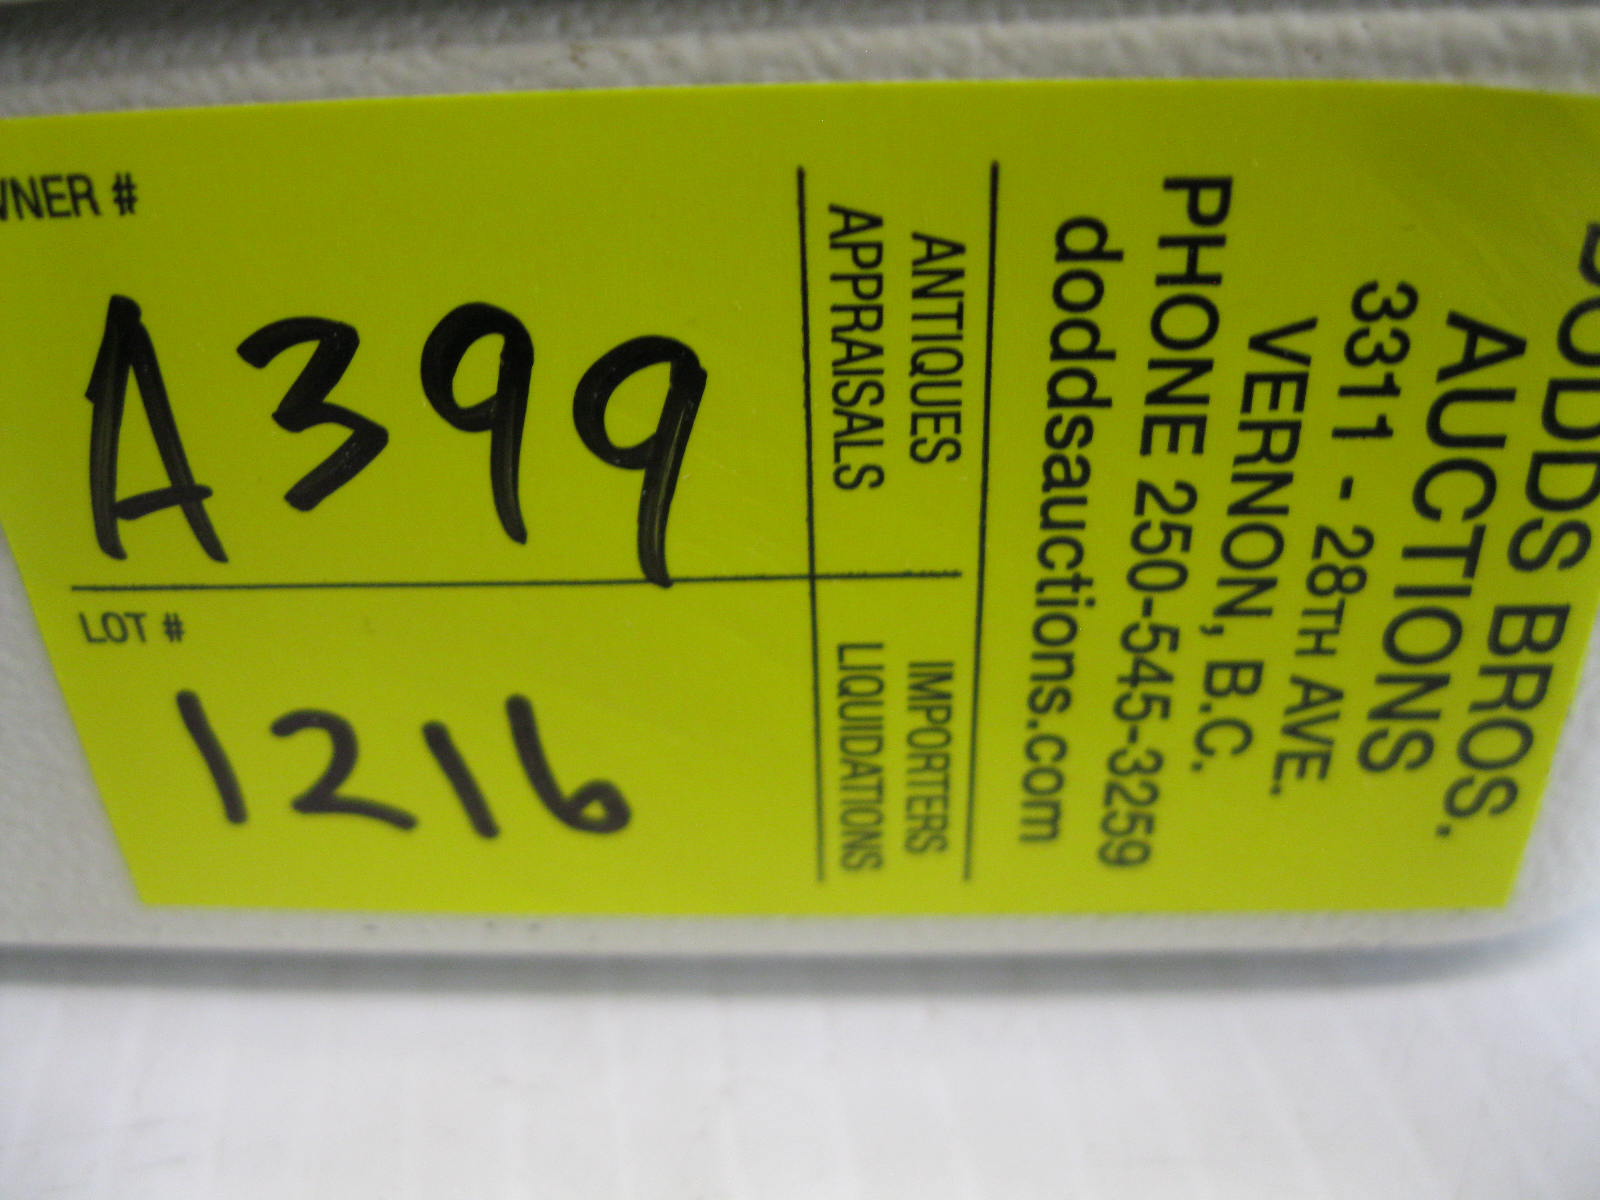 DODDS BROS.
AUCTIONS
3311 - 28TH AVE.
VERNON, B.C.
PHONE 250-545-3259
doddsauctions.com
ANTIQUES IMPORTERS
APPRAISALS LIQUIDATIONS
WNER #
A399
LOT #
1216